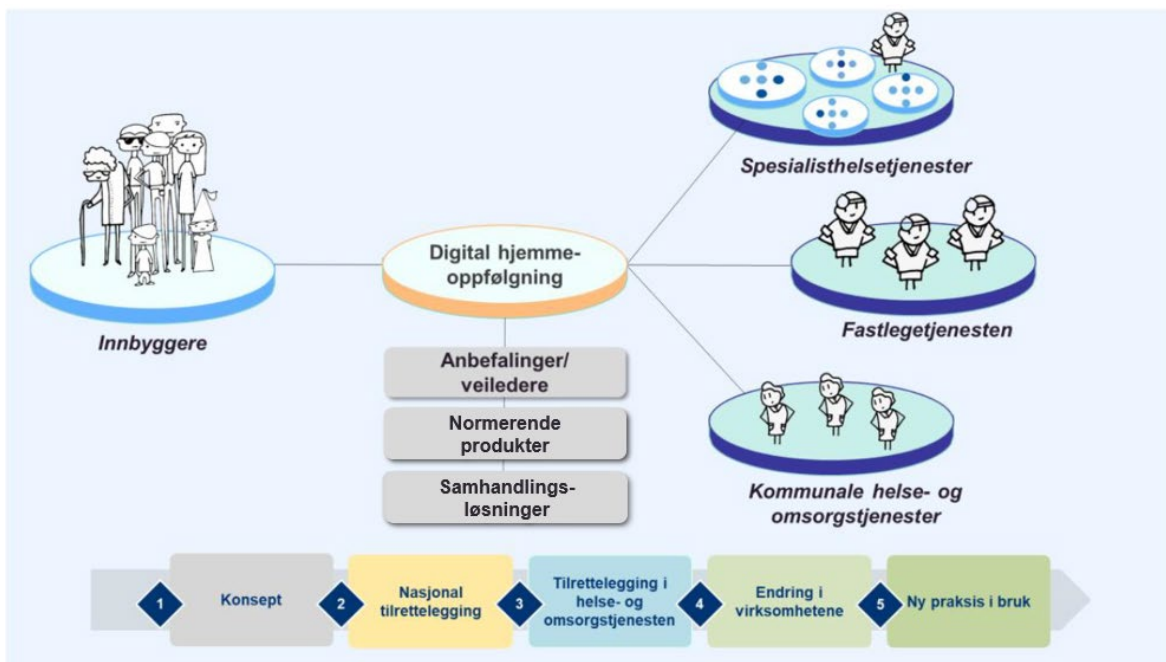 Spesialisthelsetjenester
Digital hjemme-
oppfølgning
Innbyggere
Fastlegetjenesten
Anbefalinger/
veiledere
Normerende
produkter
Samhandlings-
løsninger
Kommunale helse- og
omsorgstjenester
1
Konsept
2
Nasjonal
tilrettelegging
3
Tilrettelegging i
helse- og
omsorgstjenesten
4
Endring i
virksomhetene
5
Ny praksis i bruk